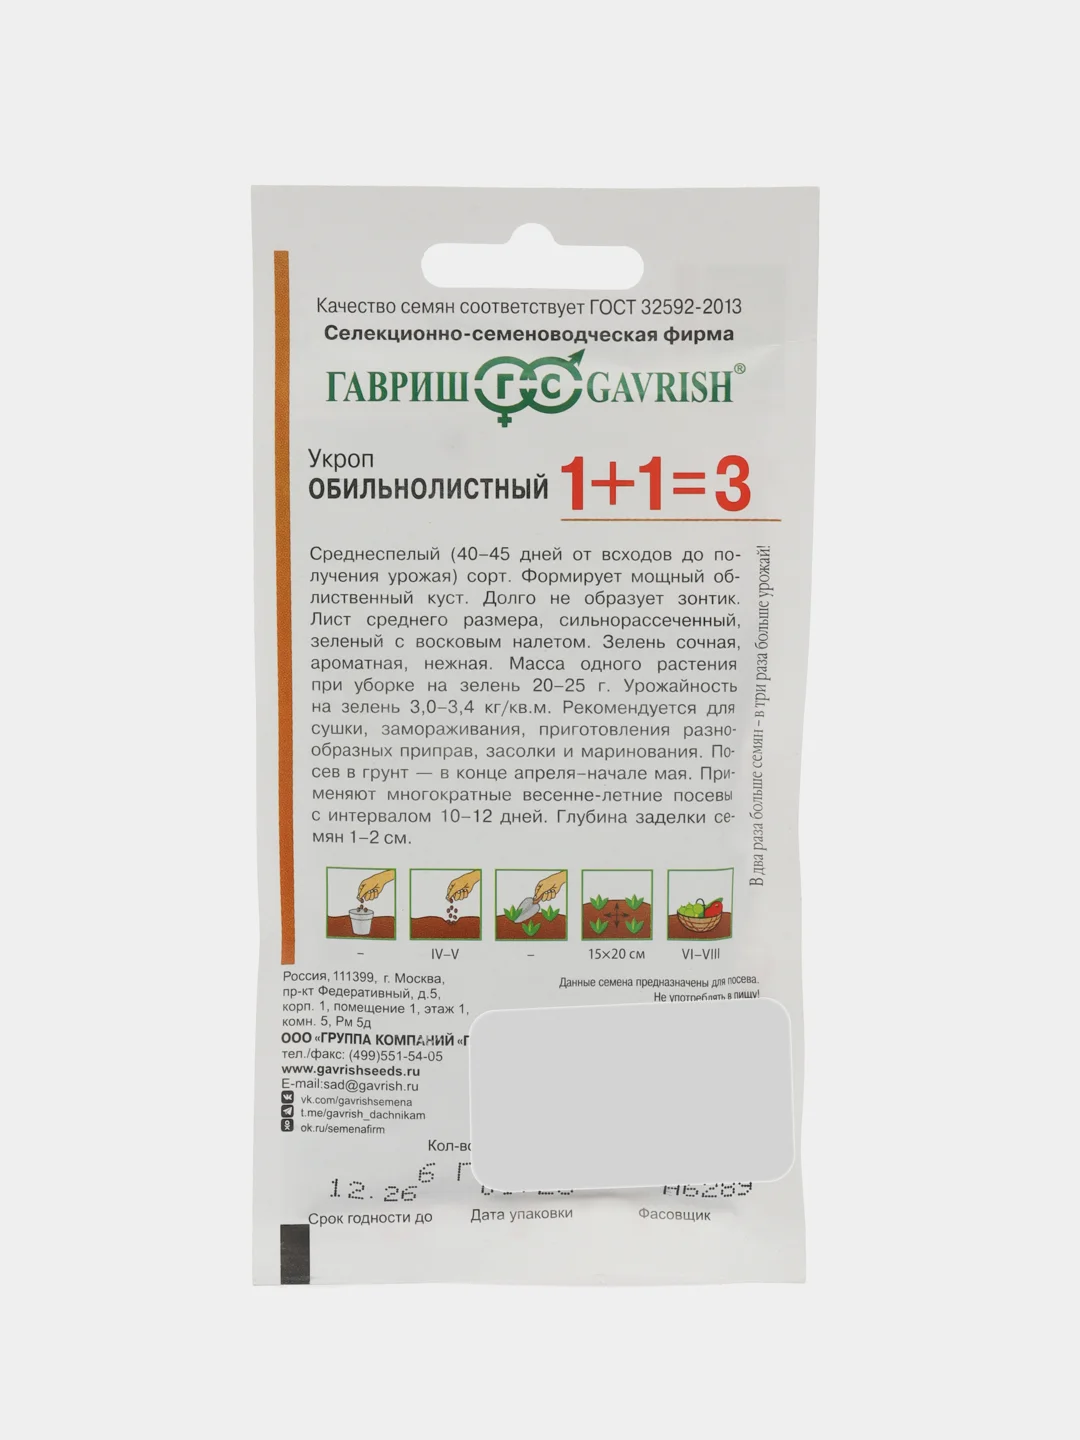 Качество семян соответствует ГОСТ 32592-2013
Селекционно-семеноводческая фирма
ГАВРИШ ГС GAVRISH®
Укроп
ОБИЛЬНОЛИСТНЫЙ 1+1=3
Среднеспелый (40–45 дней от всходов до по-
лучения урожая) сорт. Формирует мощный об-
лиственный куст. Долго не образует зонтик.
Лист среднего размера, сильнорассеченный,
зеленый с восковым налетом. Зелень сочная,
ароматная, нежная. Масса одного растения
при уборке на зелень 20–25 г. Урожайность
на зелень 3,0–3,4 кг/кв.м. Рекомендуется для
сушки, замораживания, приготовления разно-
образных приправ, засолки и маринования. По-
сев в грунт — в конце апреля–начале мая. При-
меняют многократные весенне-летние посевы
с интервалом 10–12 дней. Глубина заделки се-
мян 1–2 см.
В два раза больше семян – в три раза больше урожай!
– IV–V – 15×20 см VI–VIII
Россия, 111399, г. Москва,
пр-кт Федеративный, д.5,
корп. 1, помещение 1, этаж 1,
комн. 5, Рм 5д
ООО «ГРУППА КОМПАНИЙ
тел./факс: (499)551-54-05
www.gavrishseeds.ru
E-mail:sad@gavrish.ru
vk.com/gavrishsemena
t.me/gavrish_dachnikam
ok.ru/semenafirm
Данные семена предназначены для посева.
Не употреблять в пищу!
Кол-во
6 Г
12.26 А6289
Срок годности до Дата упаковки Фасовщик